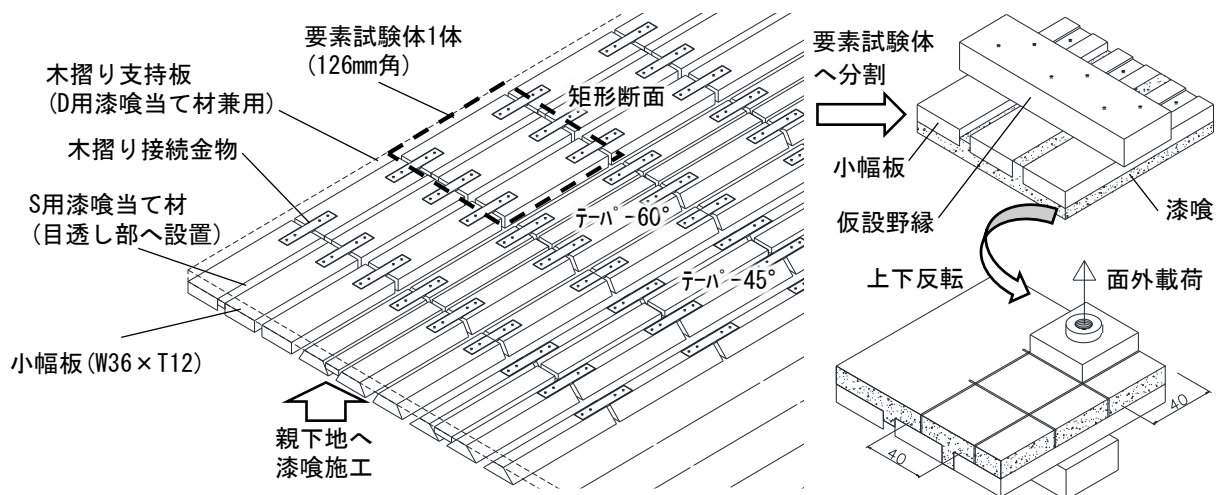 要素試験体1体
(126mm角)
木摺り支持板
(D用漆喰当て材兼用)
矩形断面
木摺り接続金物
S用漆喰当て材
(目透し部へ設置)
ﾃｰﾊﾟｰ60°
ﾃｰﾊﾟｰ45°
小幅板(W36×T12)
親下地へ
漆喰施工
要素試験体
へ分割
小幅板
仮設野縁
漆喰
上下反転
面外載荷
40
40